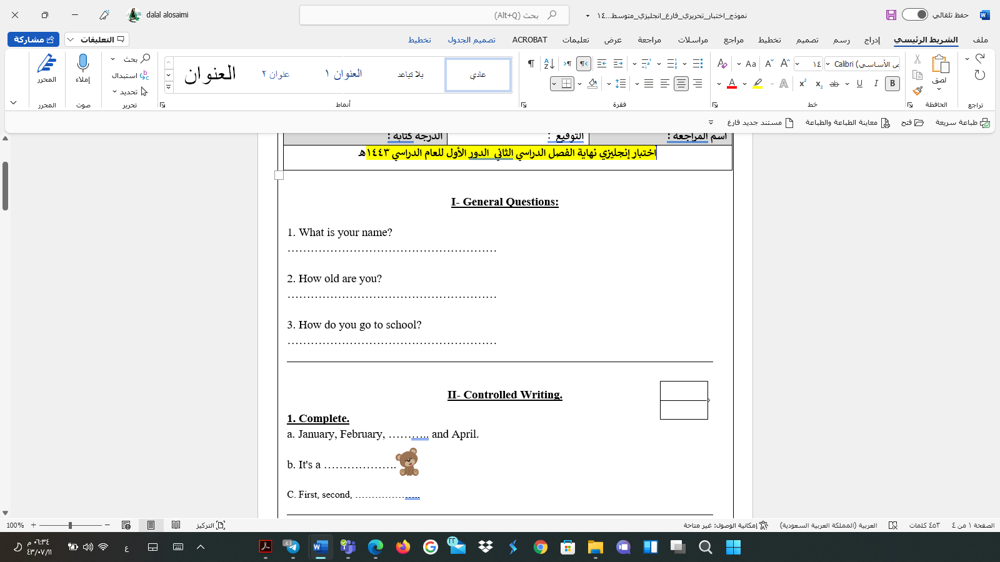 dalal alosaimi
بحث (Alt+Q)
نموذج_اختبار_تحريري_فارغ_انجليزي_متوسط_١٤...
حفظ تلقائي
ملف
الشريط الرئيسي
إدراج
رسم
تصميم
تخطيط
مراجع
مراسلات
مراجعة
عرض
تعليمات
ACROBAT
تصميم الجدول
تخطيط
التعليقات
مشاركة
لصق
Calibri (
١٤
Aa
عادي
بلا تباعد
العنوان ١
عنوان ٢
العنوان
بحث
استبدال
تحديد
إملاء
المحرر
تراجع
الحافظة
خط
فقرة
أنماط
تحرير
صوت
المحرر
طباعة سريعة
فتح
معاينة الطباعة والطباعة
مستند جديد فارغ
اسم المراجعة :
التوقيع :
الدرجة كتابة :
اختبار إنجليزي نهاية الفصل الدراسي الثاني الدور الأول للعام الدراسي ١٤٤٣هـ
I- General Questions:
1. What is your name?
……………………………………………
2. How old are you?
……………………………………………
3. How do you go to school?
……………………………………………
II- Controlled Writing.
1. Complete.
a. January, February, ……….. and April.
b. It's a ……………….
C. First, second, …………………..
الصفحة ١ من ٤
٤٥٣ كلمات
العربية (المملكة العربية السعودية)
إمكانية الوصول: غير متاحة
التركيز
100%
٠٦:٣٤ م
٤٣/٠٧/١١
ع
63
٢٢